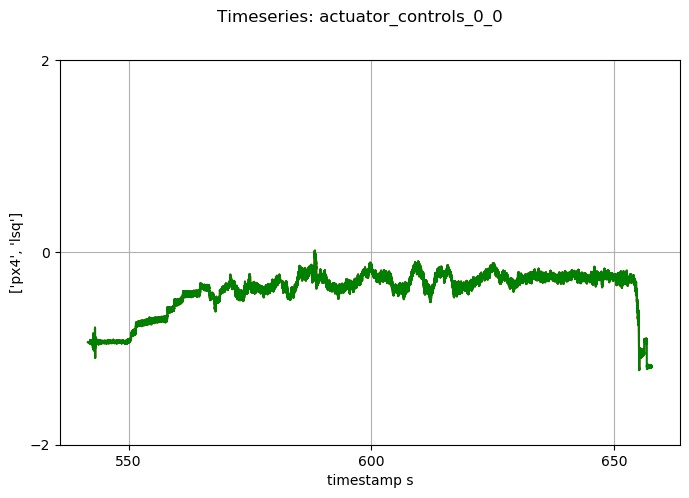 Timeseries: actuator_controls_0_0
2
0
−2
['px4', 'lsq']
550
600
650
timestamp s